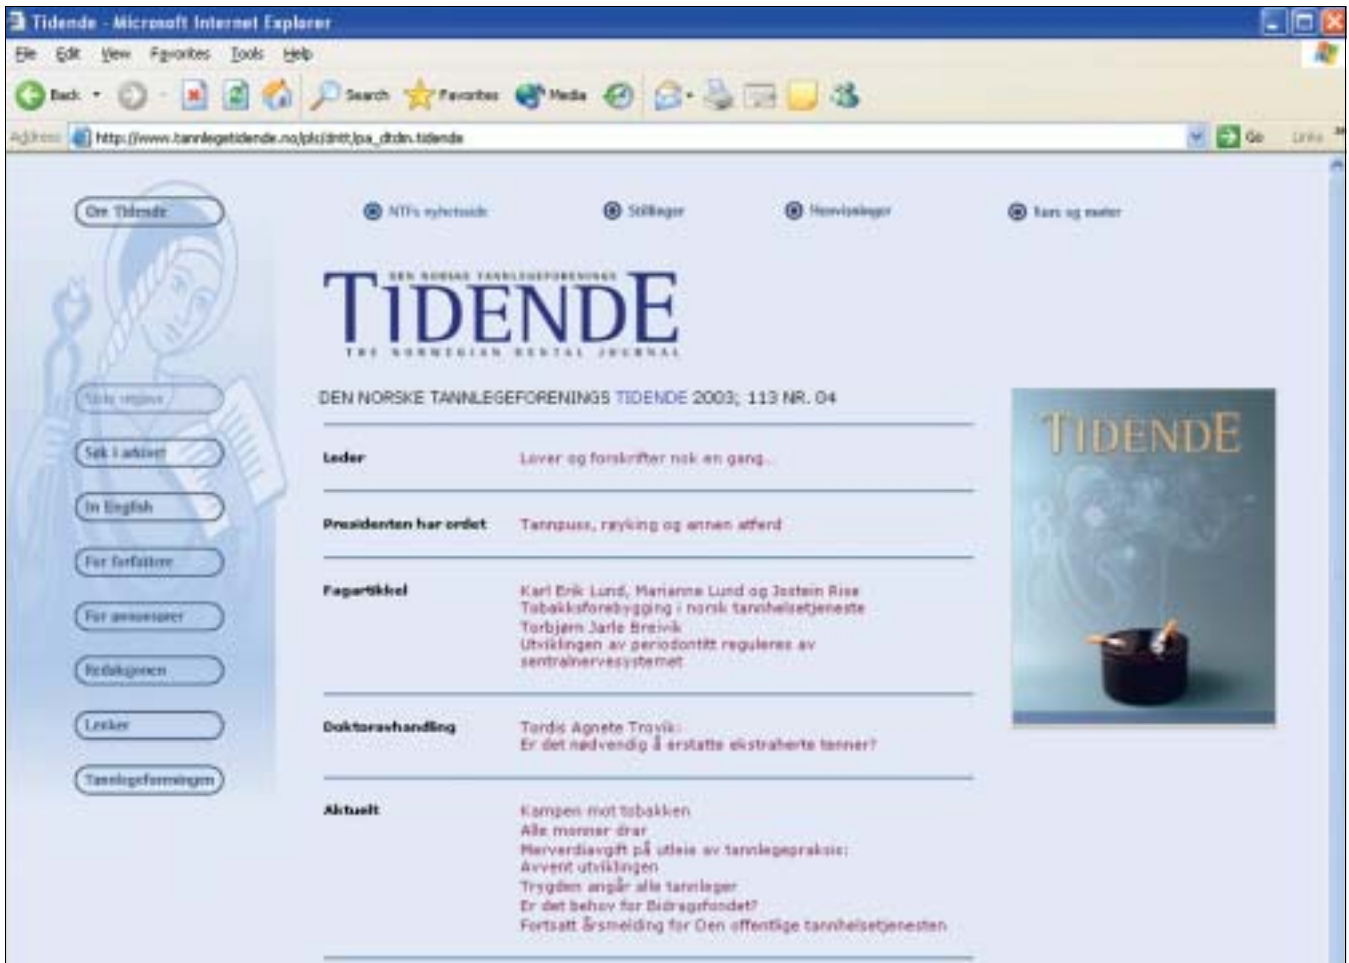 Tidende - Microsoft Internet Explorer
File Edit View Favorites Tools Help
Back Search Favorites Media
Address http://www.tannlegetidende.no/pls/dntt/pa_dtdn.tidende Go Links
Om Tidende NTFs nyhetsside Stillinger Henvisninger Kurs og møter
DEN NORSKE TANNLEGEFORENINGS
TIDENDE
THE NORWEGIAN DENTAL JOURNAL
Siste utgave
Søk i arkivet
In English
For forfattere
For annonsører
Redaksjonen
Lenker
Tannlegeforeningen
DEN NORSKE TANNLEGEFORENINGS TIDENDE 2003; 113 NR. 04
Leder Lover og forskrifter nok en gang...
Presidenten har ordet Tannpuss, røyking og annen atferd
Fagartikkel Karl Erik Lund, Marianne Lund og Jostein Rise
Tobakksforebygging i norsk tannhelsetjeneste
Torbjørn Jarle Breivik
Utviklingen av periodontitt reguleres av
sentralnervesystemet
Doktoravhandling Tordis Agnete Trovik:
Er det nødvendig å erstatte ekstraherte tenner?
Aktuelt Kampen mot tobakken
Alle monner drar
Merverdiavgift på utleie av tannlegepraksis:
Avvent utviklingen
Trygden angår alle tannleger
Er det behov for Bidragsfondet?
Fortsatt årsmelding for Den offentlige tannhelsetjenesten
TIDENDE